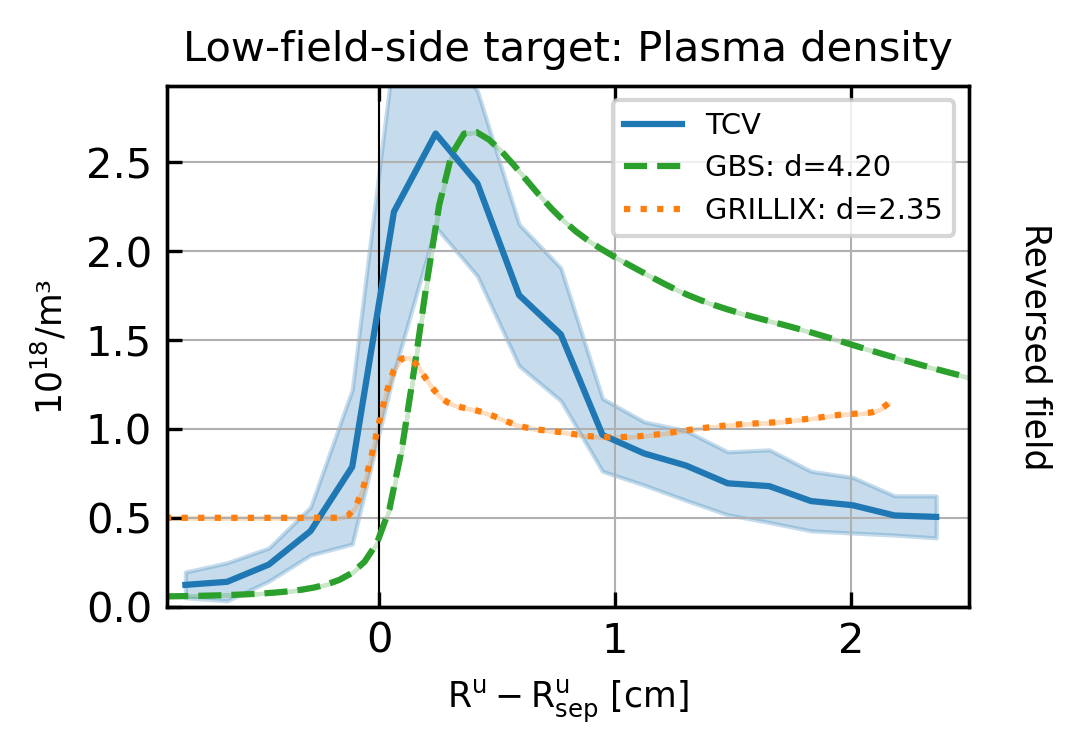 Low-field-side target: Plasma density
TCV
GBS: d=4.20
GRILLIX: d=2.35
2.5
2.0
1.5
1.0
0.5
0.0
10¹⁸/m³
0 1 2
Rᵘ − Rᵘsep [cm]
Reversed field